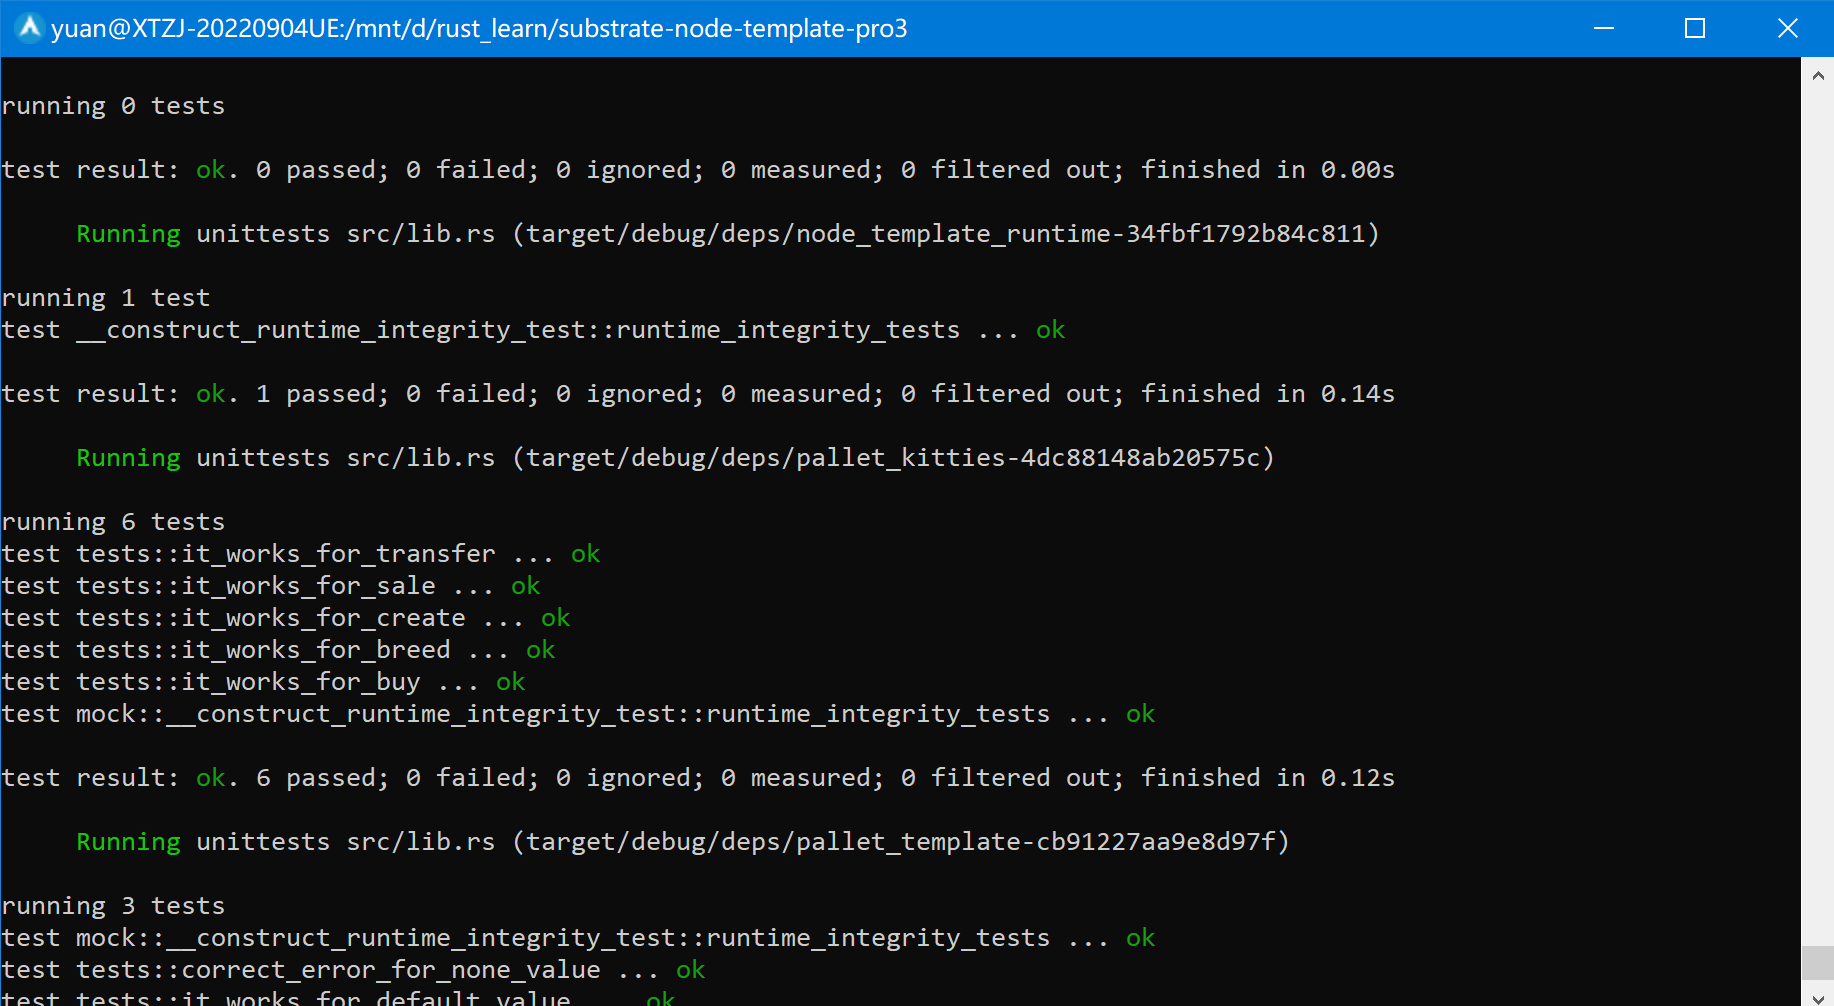 yuan@XTZJ-20220904UE:/mnt/d/rust_learn/substrate-node-template-pro3
running 0 tests
test result: ok. 0 passed; 0 failed; 0 ignored; 0 measured; 0 filtered out; finished in 0.00s
Running unittests src/lib.rs (target/debug/deps/node_template_runtime-34fbf1792b84c811)
running 1 test
test __construct_runtime_integrity_test::runtime_integrity_tests ... ok
test result: ok. 1 passed; 0 failed; 0 ignored; 0 measured; 0 filtered out; finished in 0.14s
Running unittests src/lib.rs (target/debug/deps/pallet_kitties-4dc88148ab20575c)
running 6 tests
test tests::it_works_for_transfer ... ok
test tests::it_works_for_sale ... ok
test tests::it_works_for_create ... ok
test tests::it_works_for_breed ... ok
test tests::it_works_for_buy ... ok
test mock::__construct_runtime_integrity_test::runtime_integrity_tests ... ok
test result: ok. 6 passed; 0 failed; 0 ignored; 0 measured; 0 filtered out; finished in 0.12s
Running unittests src/lib.rs (target/debug/deps/pallet_template-cb91227aa9e8d97f)
running 3 tests
test mock::__construct_runtime_integrity_test::runtime_integrity_tests ... ok
test tests::correct_error_for_none_value ... ok
test tests::it_works_for_default_value ... ok